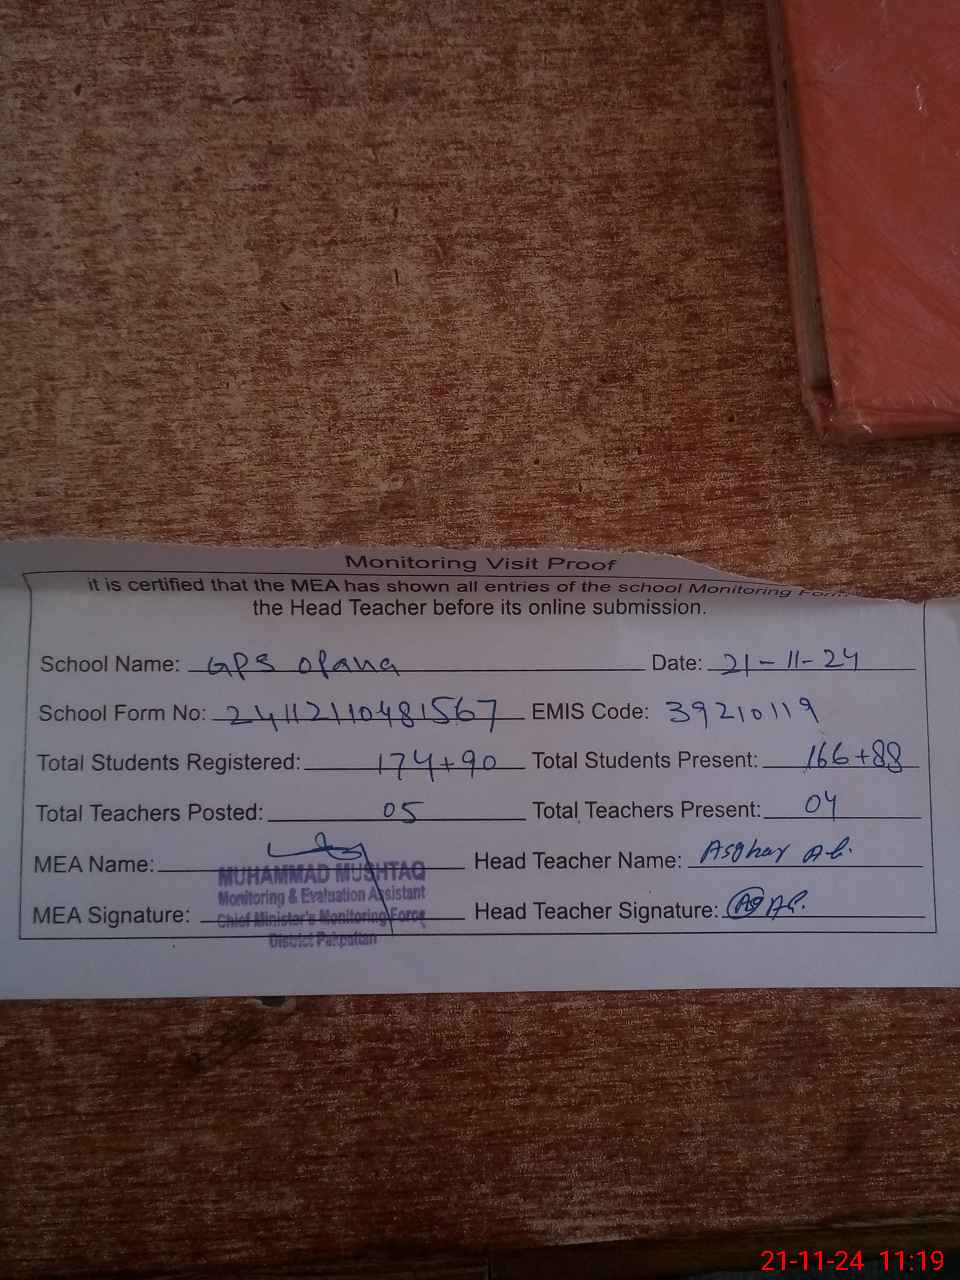 Monitoring Visit Proof
it is certified that the MEA has shown all entries of the school Monitoring Form
the Head Teacher before its online submission.
School Name: GPS Ofana Date: 21-11-24
School Form No: 24112110481567 EMIS Code: 39210119
Total Students Registered: 174+90 Total Students Present: 166+88
Total Teachers Posted: 05 Total Teachers Present: 04
MEA Name: Head Teacher Name: Asghar Ali
MUHAMMAD MUSHTAQ
Monitoring & Evaluation Assistant
MEA Signature: Head Teacher Signature:
Chief Minister's Monitoring Force
District Pakpattan
21-11-24 11:19